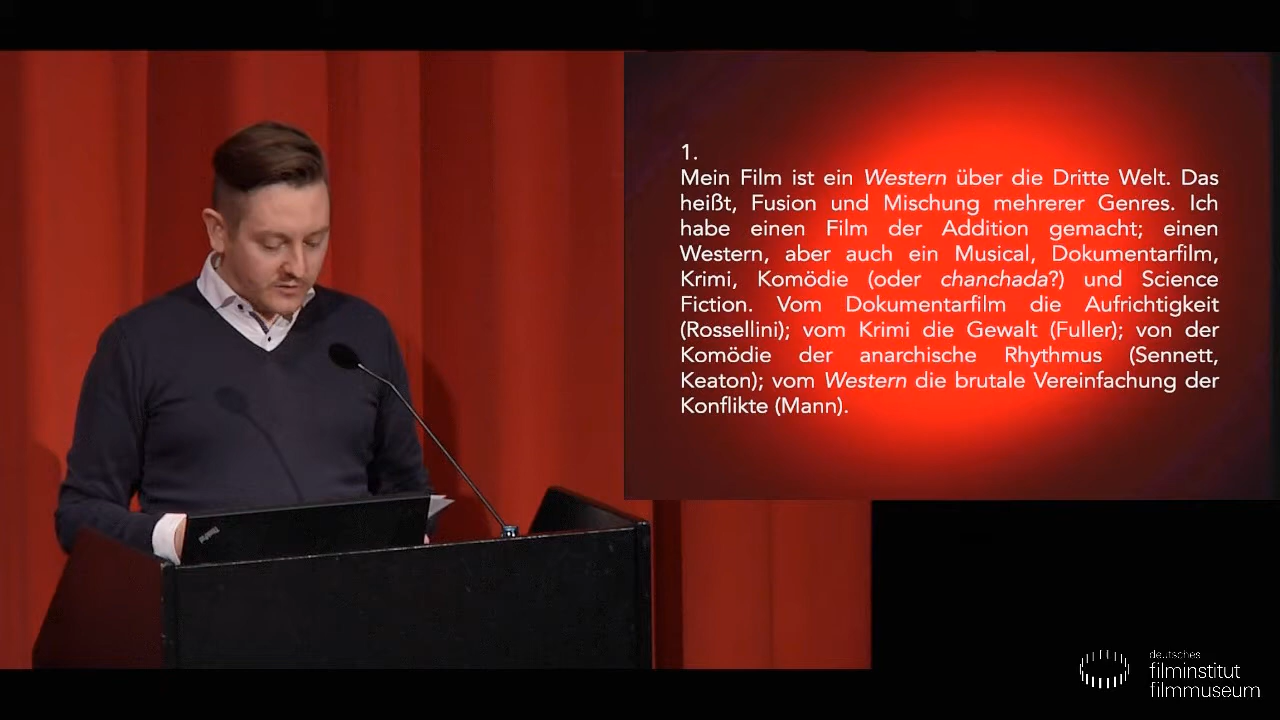 1.
Mein Film ist ein Western über die Dritte Welt. Das
heißt, Fusion und Mischung mehrerer Genres. Ich
habe einen Film der Addition gemacht; einen
Western, aber auch ein Musical, Dokumentarfilm,
Krimi, Komödie (oder chanchada?) und Science
Fiction. Vom Dokumentarfilm die Aufrichtigkeit
(Rossellini); vom Krimi die Gewalt (Fuller); von der
Komödie der anarchische Rhythmus (Sennett,
Keaton); vom Western die brutale Vereinfachung der
Konflikte (Mann).
ThinkPad
deutsches
filminstitut
filmmuseum